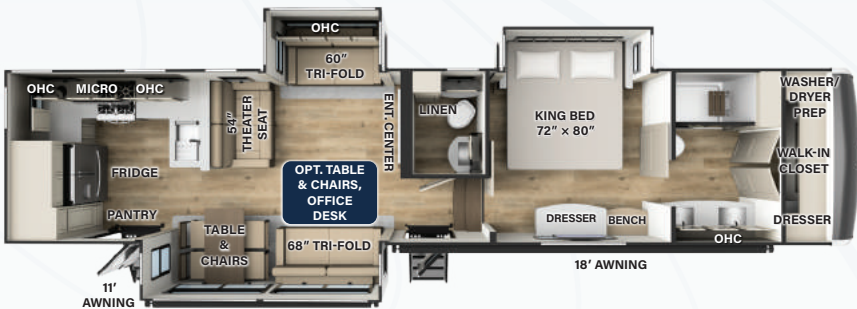 OHC
60"
TRI-FOLD
OHC MICRO OHC
54"
THEATER
SEAT
ENT. CENTER
LINEN
KING BED
72" × 80"
WASHER/
DRYER
PREP
WALK-IN
CLOSET
DRESSER
FRIDGE
PANTRY
OPT. TABLE
& CHAIRS,
OFFICE
DESK
TABLE
&
CHAIRS
68" TRI-FOLD
DRESSER
BENCH
OHC
18' AWNING
11'
AWNING